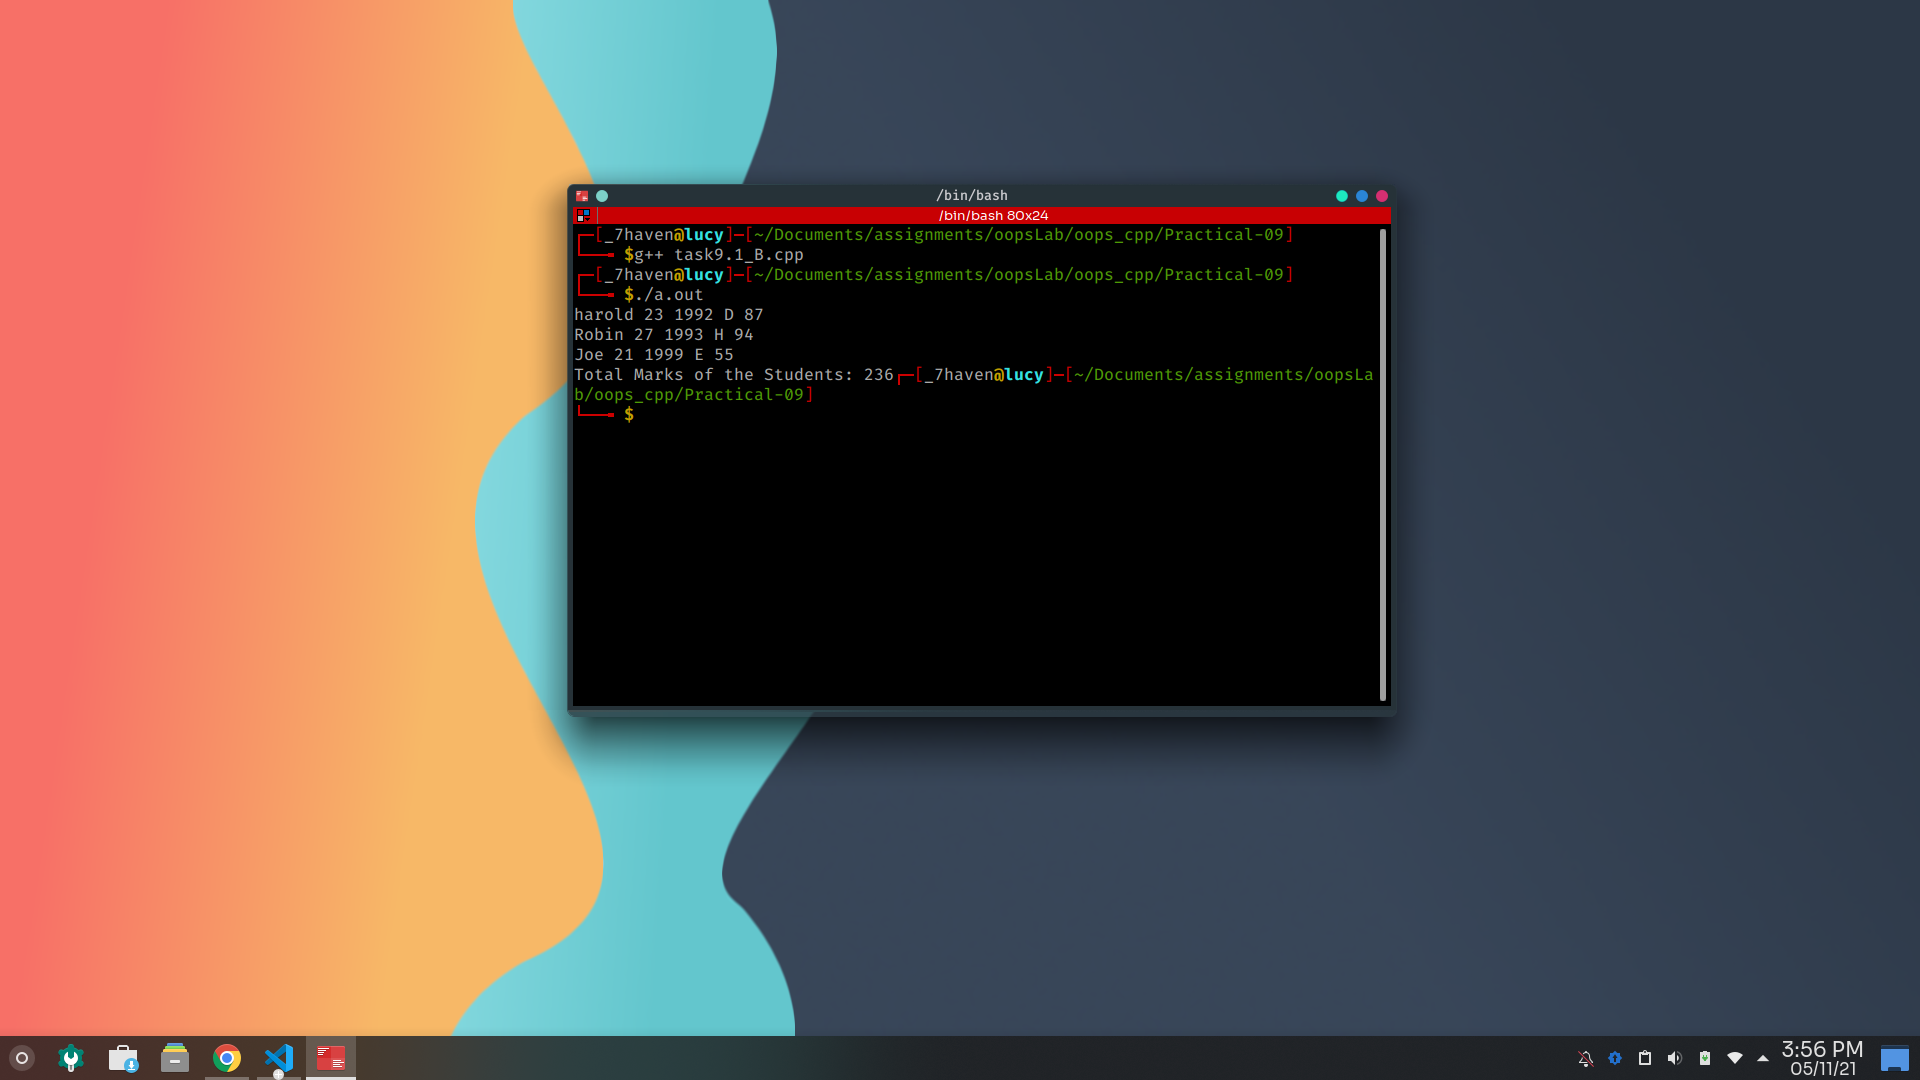 /bin/bash
/bin/bash 80x24
┌─[_7haven@lucy]─[~/Documents/assignments/oopsLab/oops_cpp/Practical-09]
└──╼ $g++ task9.1_B.cpp
┌─[_7haven@lucy]─[~/Documents/assignments/oopsLab/oops_cpp/Practical-09]
└──╼ $./a.out
harold 23 1992 D 87
Robin 27 1993 H 94
Joe 21 1999 E 55
Total Marks of the Students: 236┌─[_7haven@lucy]─[~/Documents/assignments/oopsLa
b/oops_cpp/Practical-09]
└──╼ $
3:56 PM
05/11/21